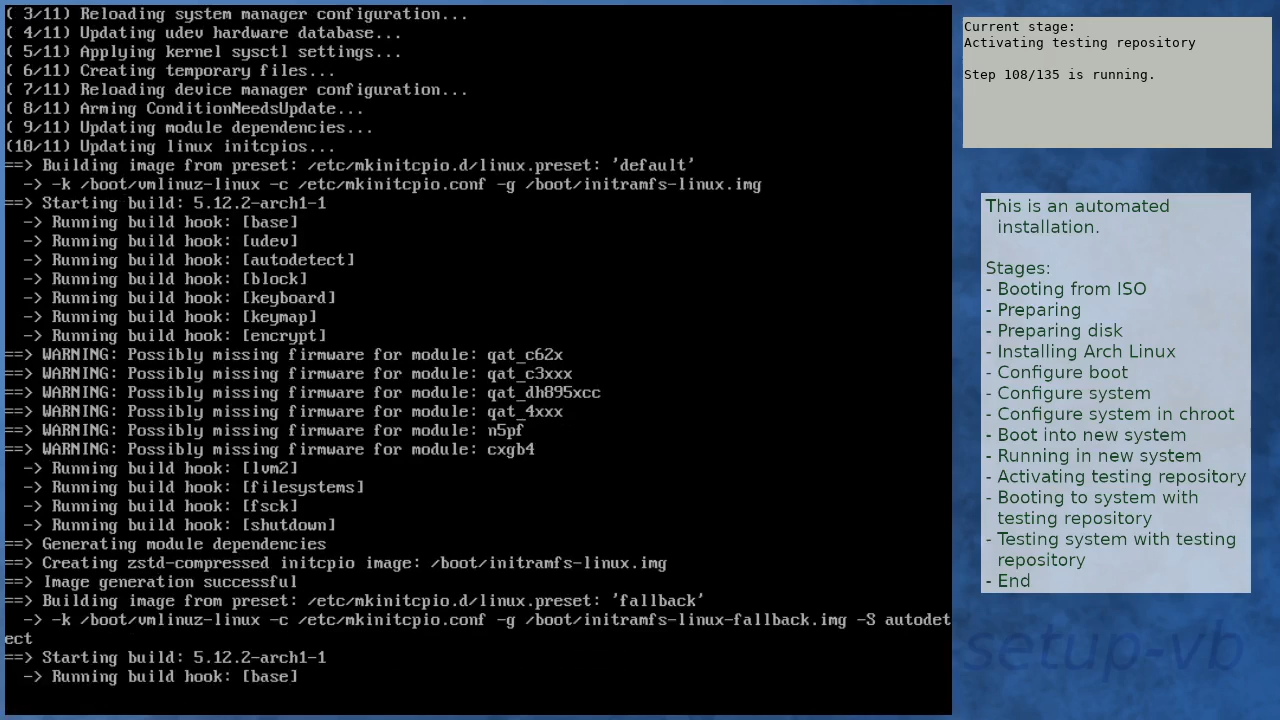 ( 3/11) Reloading system manager configuration...
( 4/11) Updating udev hardware database...
( 5/11) Applying kernel sysctl settings...
( 6/11) Creating temporary files...
( 7/11) Reloading device manager configuration...
( 8/11) Arming ConditionNeedsUpdate...
( 9/11) Updating module dependencies...
(10/11) Updating linux initcpios...
==> Building image from preset: /etc/mkinitcpio.d/linux.preset: 'default'
  -> -k /boot/vmlinuz-linux -c /etc/mkinitcpio.conf -g /boot/initramfs-linux.img
==> Starting build: 5.12.2-arch1-1
  -> Running build hook: [base]
  -> Running build hook: [udev]
  -> Running build hook: [autodetect]
  -> Running build hook: [block]
  -> Running build hook: [keyboard]
  -> Running build hook: [keymap]
  -> Running build hook: [encrypt]
==> WARNING: Possibly missing firmware for module: qat_c62x
==> WARNING: Possibly missing firmware for module: qat_c3xxx
==> WARNING: Possibly missing firmware for module: qat_dh895xcc
==> WARNING: Possibly missing firmware for module: qat_4xxx
==> WARNING: Possibly missing firmware for module: n5pf
==> WARNING: Possibly missing firmware for module: cxgb4
  -> Running build hook: [lvm2]
  -> Running build hook: [filesystems]
  -> Running build hook: [fsck]
  -> Running build hook: [shutdown]
==> Generating module dependencies
==> Creating zstd-compressed initcpio image: /boot/initramfs-linux.img
==> Image generation successful
==> Building image from preset: /etc/mkinitcpio.d/linux.preset: 'fallback'
  -> -k /boot/vmlinuz-linux -c /etc/mkinitcpio.conf -g /boot/initramfs-linux-fallback.img -S autodet
ect
==> Starting build: 5.12.2-arch1-1
  -> Running build hook: [base]
Current stage:
Activating testing repository
Step 108/135 is running.
This is an automated
installation.
Stages:
- Booting from ISO
- Preparing
- Preparing disk
- Installing Arch Linux
- Configure boot
- Configure system
- Configure system in chroot
- Boot into new system
- Running in new system
- Activating testing repository
- Booting to system with
testing repository
- Testing system with testing
repository
- End
setup-vb